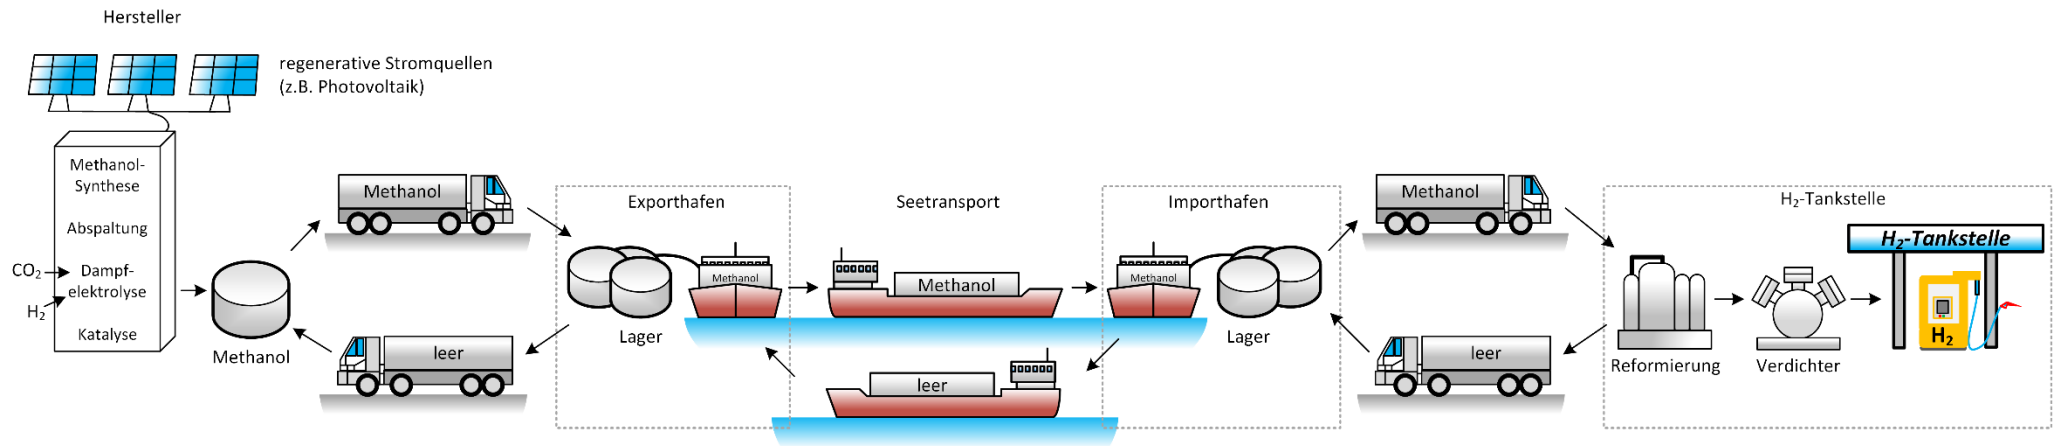 Hersteller
regenerative Stromquellen
(z.B. Photovoltaik)
Methanol-
Synthese
Abspaltung
CO₂
Dampf-
elektrolyse
H₂
Katalyse
Methanol
Methanol
leer
Exporthafen
Methanol
Lager
Seetransport
Methanol
leer
Importhafen
Methanol
Lager
Methanol
leer
H₂-Tankstelle
H₂-Tankstelle
H₂
Reformierung
Verdichter